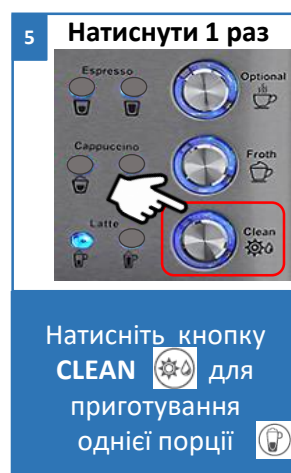 5 Натиснути 1 раз
Espresso
Optional
Cappuccino
Froth
Latte
Clean
Натисніть кнопку
CLEAN для
приготування
однієї порції